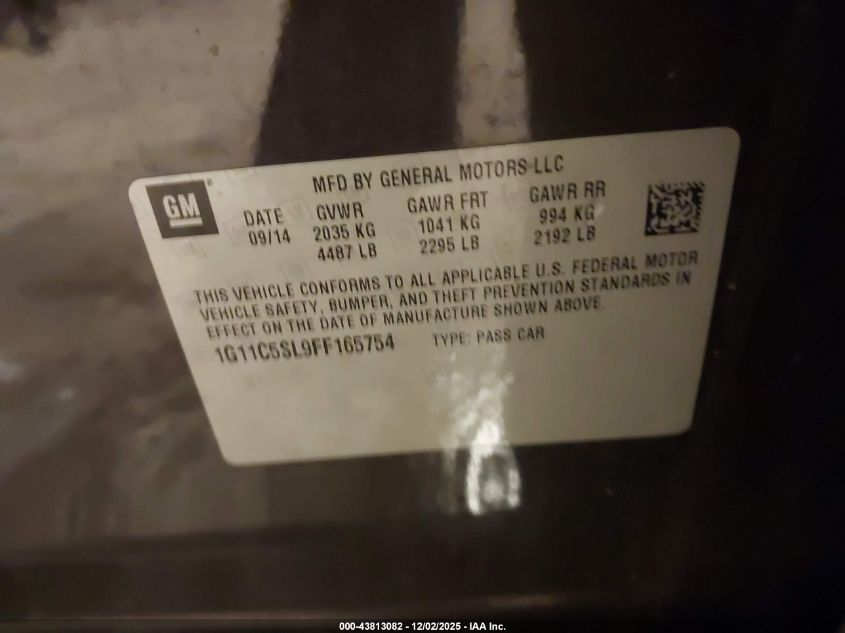 MFD BY GENERAL MOTORS LLC
GM®
DATE GVWR GAWR FRT GAWR RR
09/14 2035 KG 1041 KG 994 KG
4487 LB 2295 LB 2192 LB
THIS VEHICLE CONFORMS TO ALL APPLICABLE U.S. FEDERAL MOTOR
VEHICLE SAFETY, BUMPER, AND THEFT PREVENTION STANDARDS IN
EFFECT ON THE DATE OF MANUFACTURE SHOWN ABOVE.
1G11C5SL9FF165754 TYPE: PASS CAR
000-43813082 - 12/02/2025 - IAA Inc.